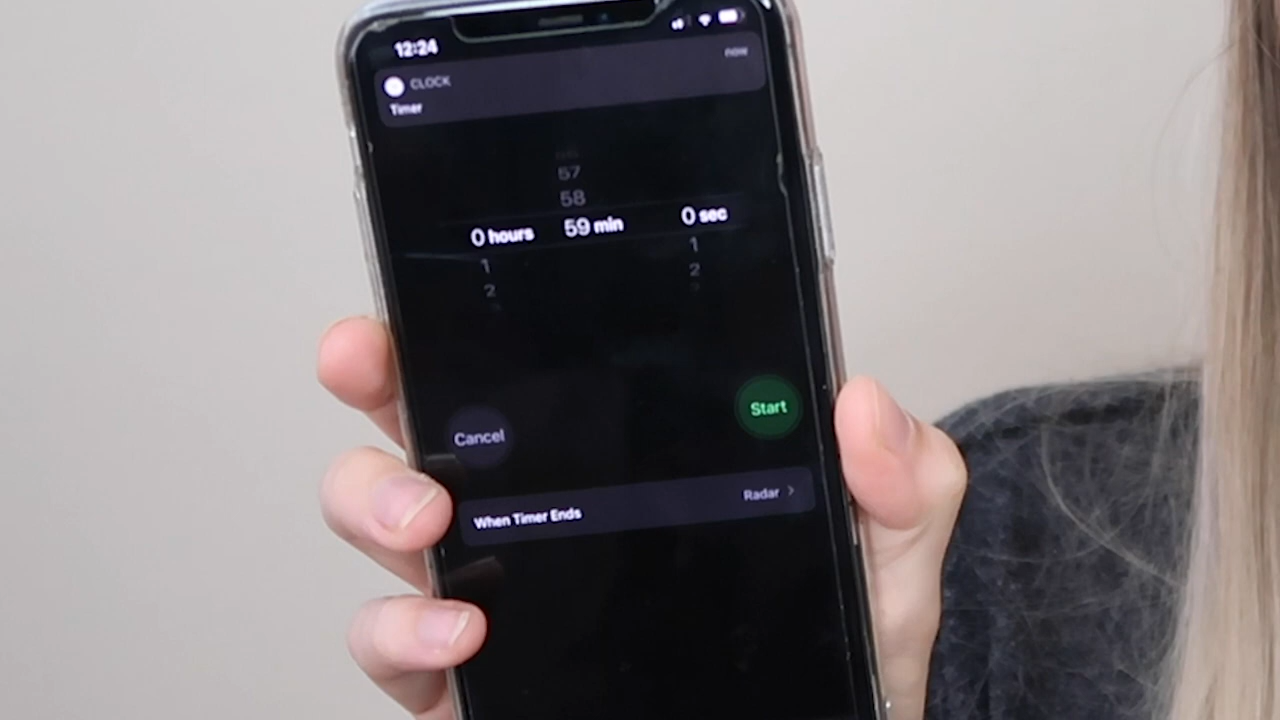 12:24
CLOCK now
Timer
57
58
0 hours 59 min 0 sec
1 1
2 2
Cancel Start
When Timer Ends Radar >